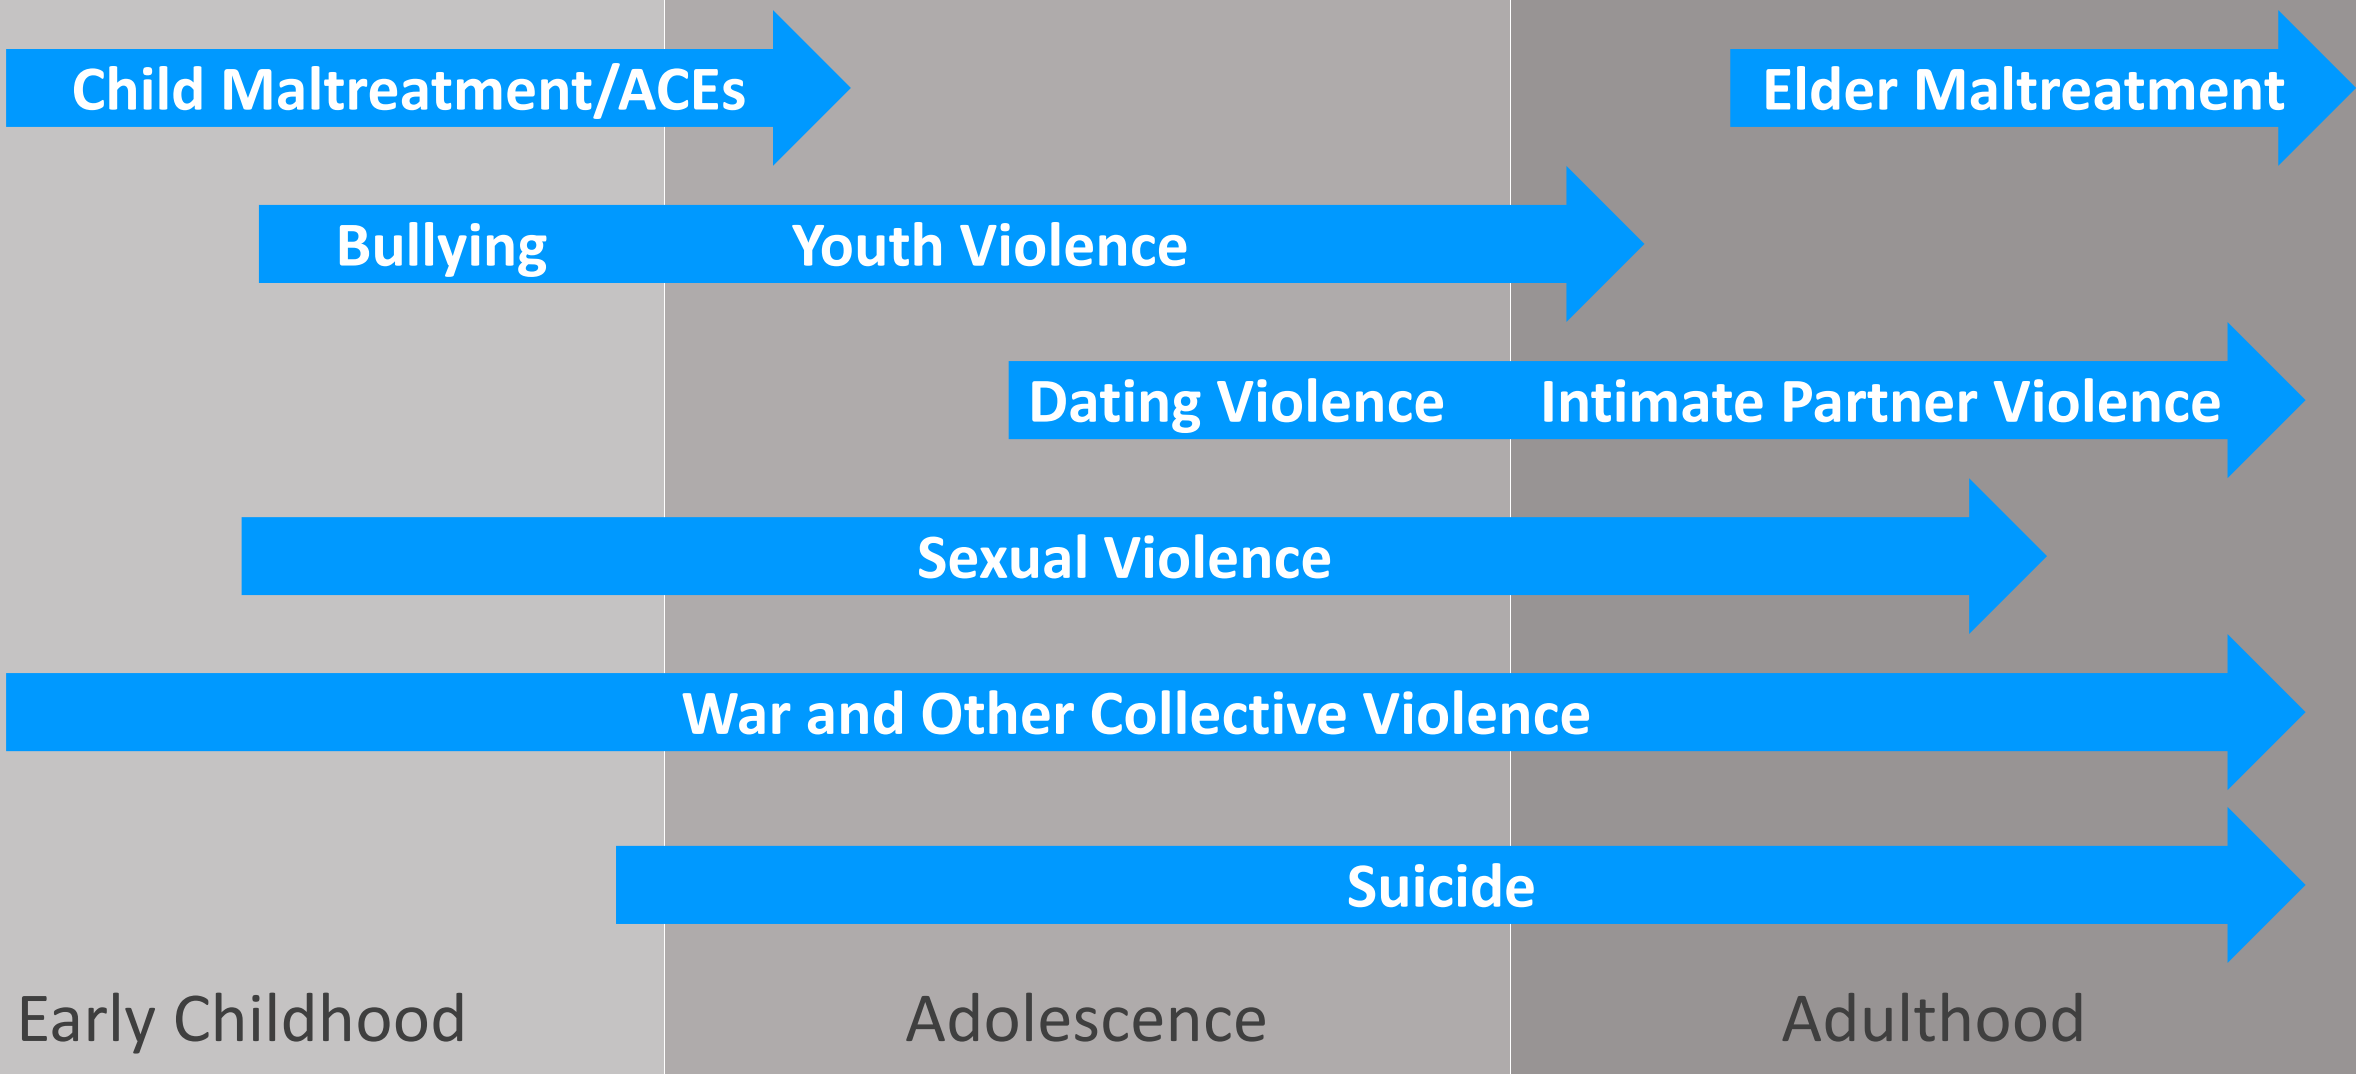 Child Maltreatment/ACEs
Elder Maltreatment
Bullying
Youth Violence
Dating Violence
Intimate Partner Violence
Sexual Violence
War and Other Collective Violence
Suicide
Early Childhood
Adolescence
Adulthood